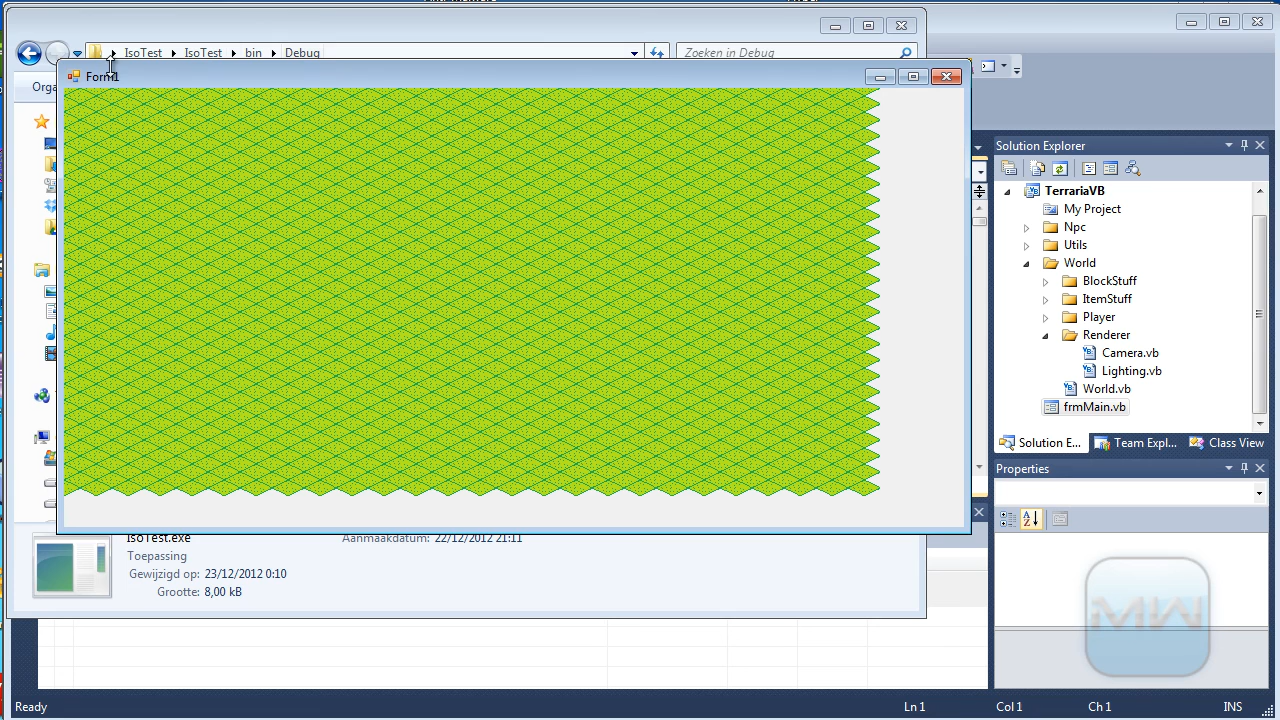 IsoTest IsoTest bin Debug
Zoeken in Debug
Form1
Orga
Solution Explorer
TerrariaVB
My Project
Npc
Utils
World
BlockStuff
ItemStuff
Player
Renderer
Camera.vb
Lighting.vb
World.vb
frmMain.vb
Solution E... Team Expl... Class View
Properties
IsoTest.exe
Aanmaakdatum: 22/12/2012 21:11
Toepassing
Gewijzigd op: 23/12/2012 0:10
Grootte: 8,00 kB
MW
Ready Ln 1 Col 1 Ch 1 INS